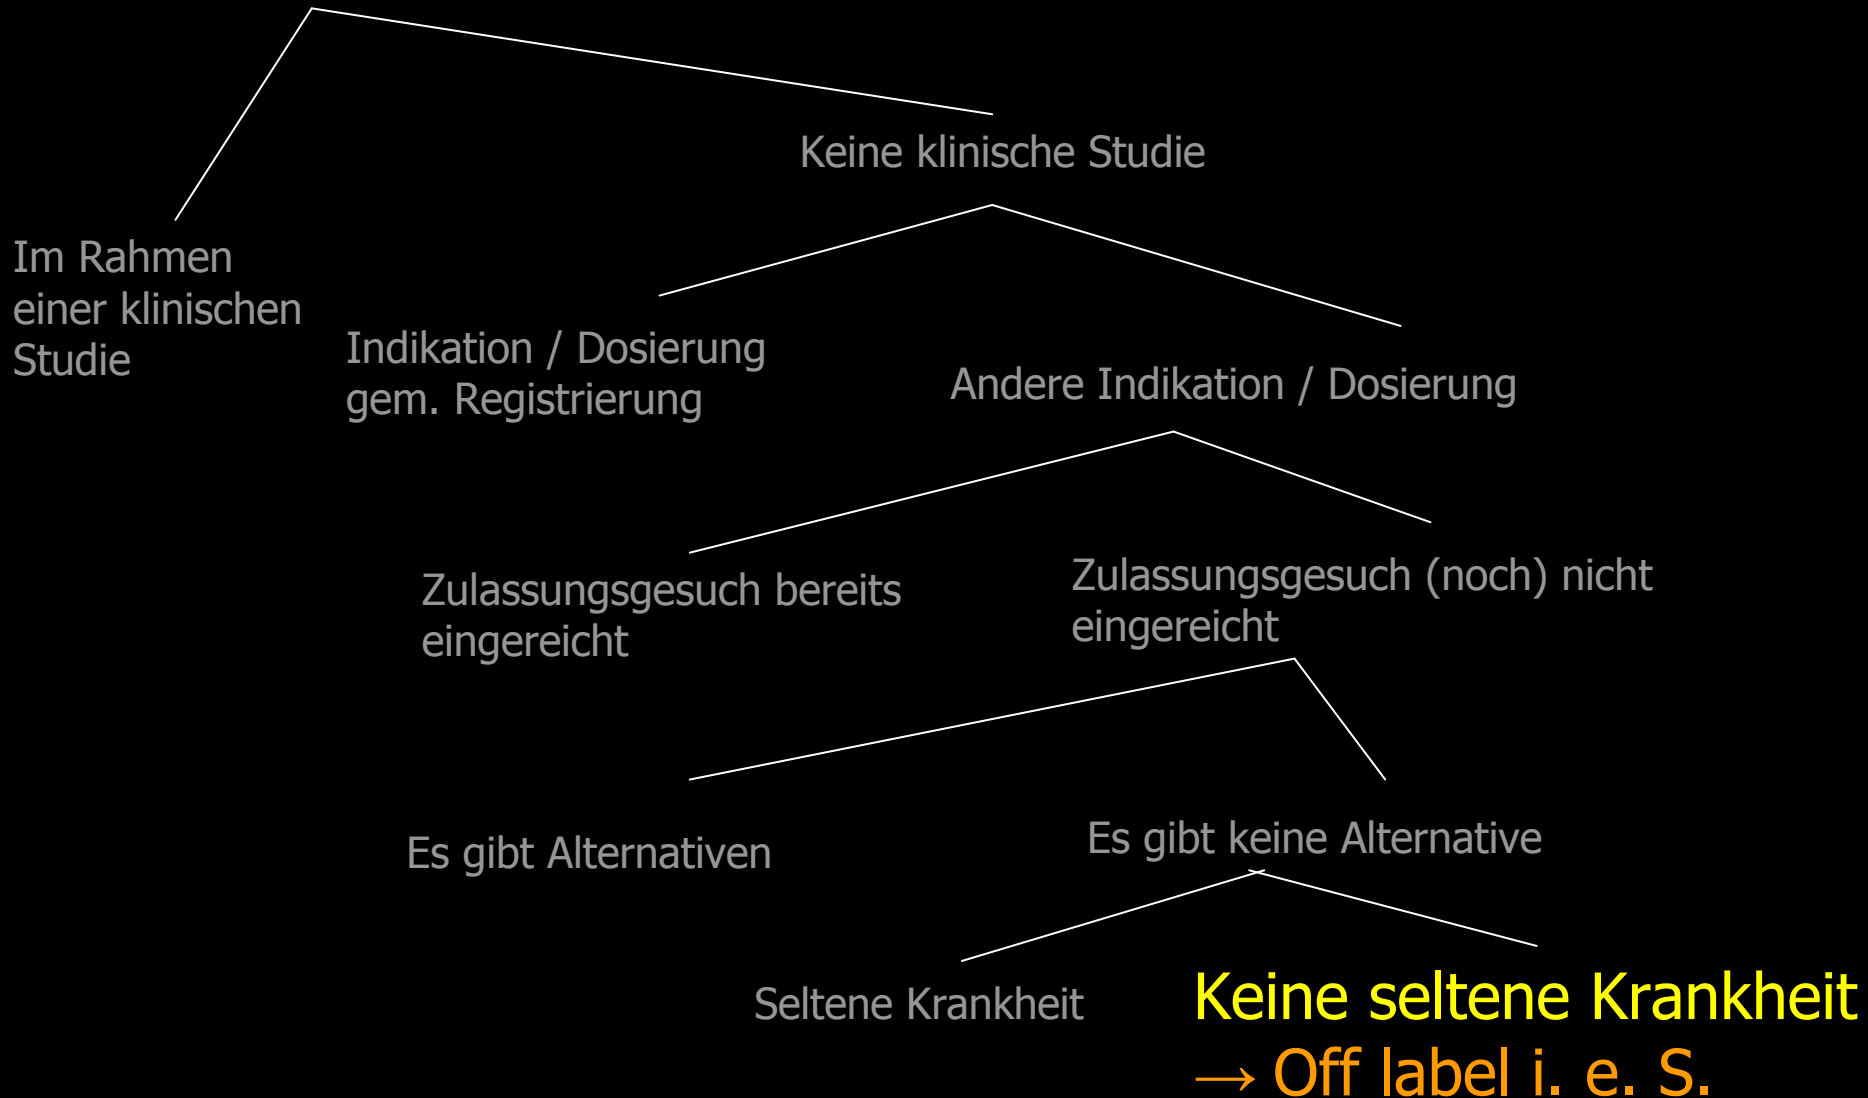 Keine klinische Studie
Im Rahmen
einer klinischen
Studie
Indikation / Dosierung
gem. Registrierung
Andere Indikation / Dosierung
Zulassungsgesuch bereits
eingereicht
Zulassungsgesuch (noch) nicht
eingereicht
Es gibt Alternativen
Es gibt keine Alternative
Seltene Krankheit
Keine seltene Krankheit
→ Off label i. e. S.